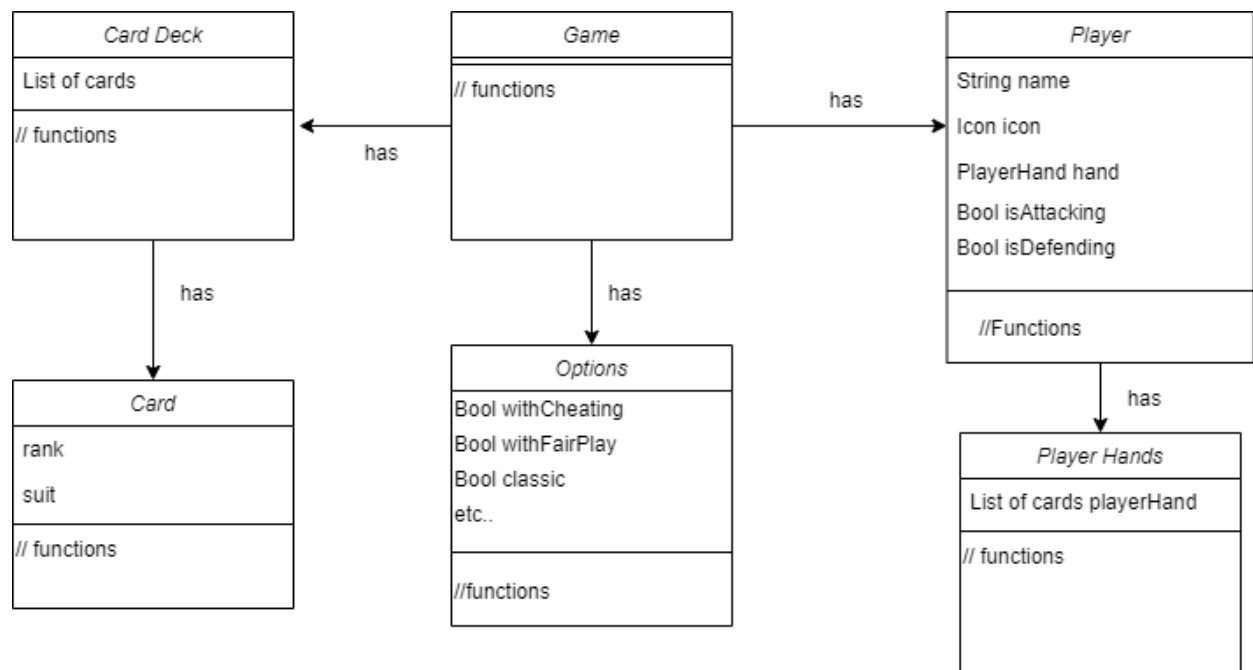 Card Deck
List of cards
// functions
Game
// functions
Player
String name
Icon icon
PlayerHand hand
Bool isAttacking
Bool isDefending
//Functions
has
has
has
has
has
Card
rank
suit
// functions
Options
Bool withCheating
Bool withFairPlay
Bool classic
etc..
//functions
Player Hands
List of cards playerHand
// functions